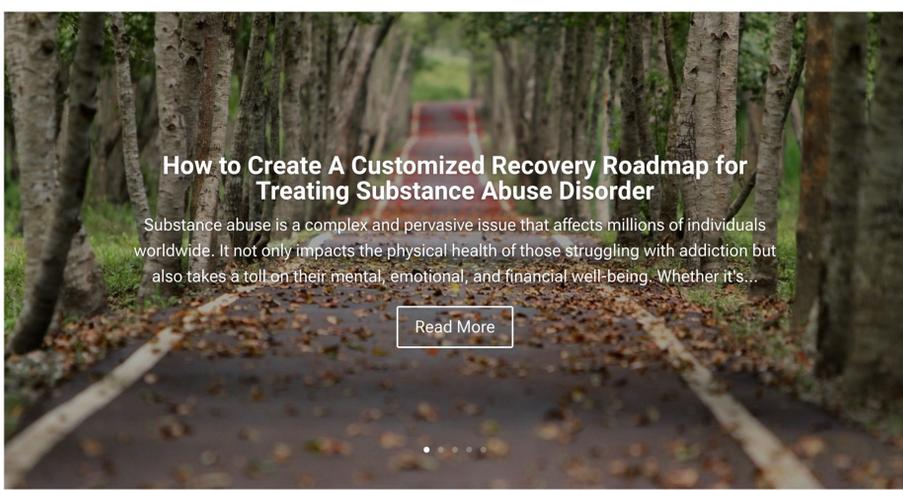 How to Create A Customized Recovery Roadmap for
Treating Substance Abuse Disorder
Substance abuse is a complex and pervasive issue that affects millions of individuals
worldwide. It not only impacts the physical health of those struggling with addiction but
also takes a toll on their mental, emotional, and financial well-being. Whether it's...
Read More